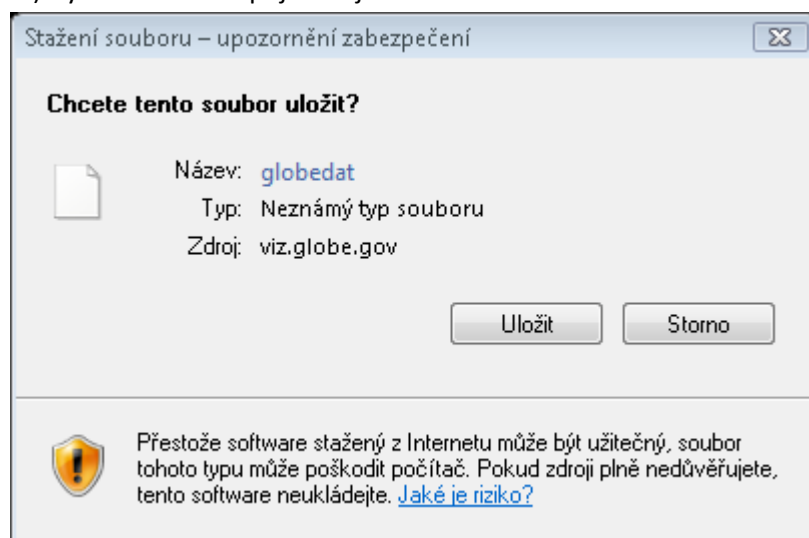 Stažení souboru – upozornění zabezpečení
Chcete tento soubor uložit?
Název: globedat
Typ: Neznámý typ souboru
Zdroj: viz.globe.gov
Uložit Storno
Přestože software stažený z Internetu může být užitečný, soubor
tohoto typu může poškodit počítač. Pokud zdroji plně nedůvěřujete,
tento software neukládejte. Jaké je riziko?